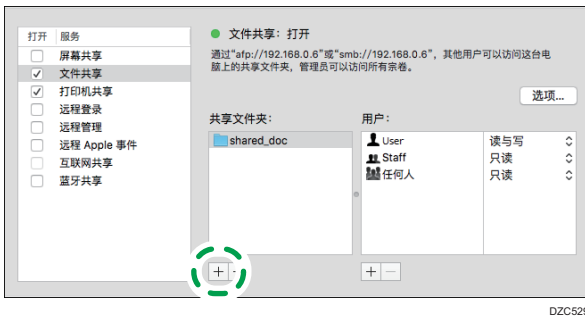 打开 服务
屏幕共享
文件共享
打印机共享
远程登录
远程管理
远程 Apple 事件
互联网共享
蓝牙共享
文件共享：打开
通过“afp://192.168.0.6”或“smb://192.168.0.6”，其他用户可以访问这台电
脑上的共享文件夹，管理员可以访问所有宗卷。
选项...
共享文件夹：
shared_doc
用户：
User 读与写
Staff 只读
任何人 只读
DZC529